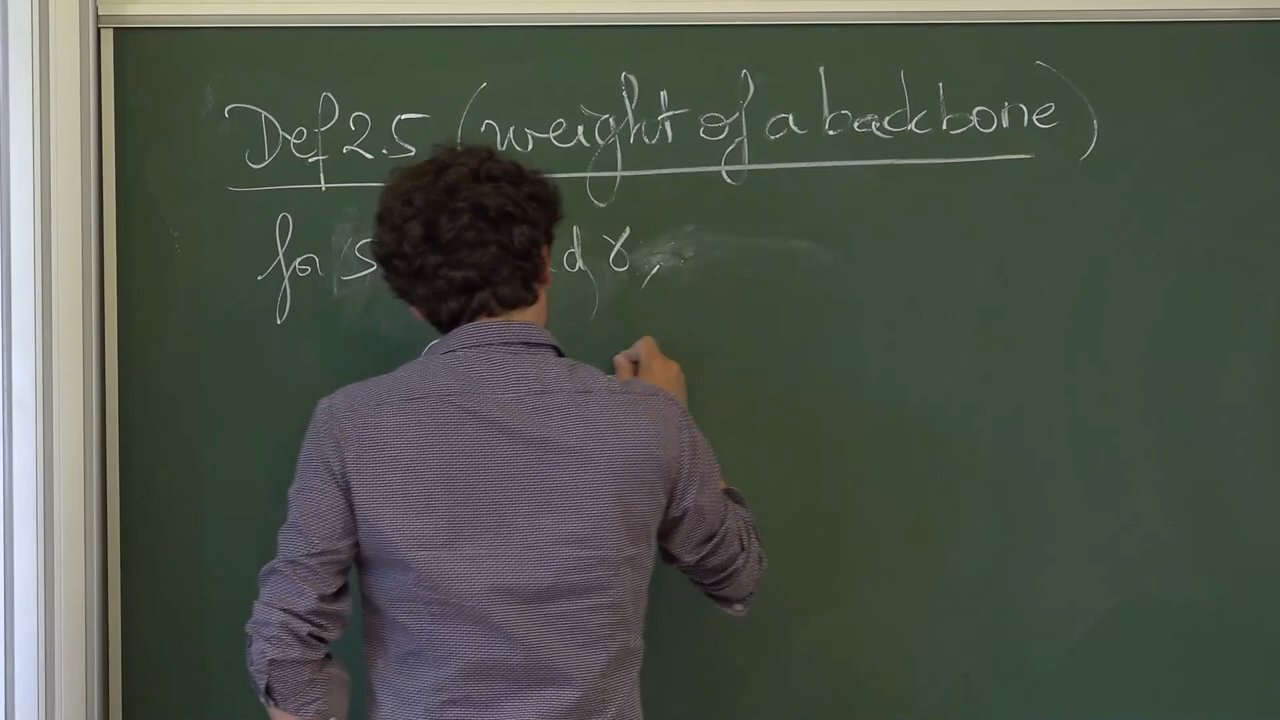 Def 2.5 (weight of a backbone)
for γ,